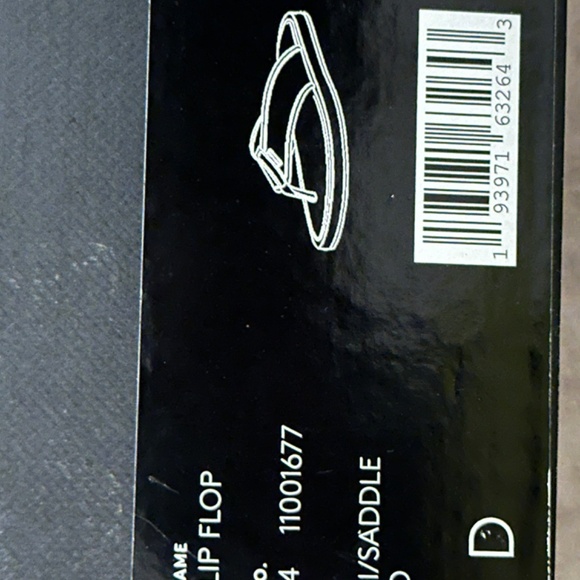 AME
LIP FLOP
O.
4 11001677
I/SADDLE
D
1 93971 63264 3